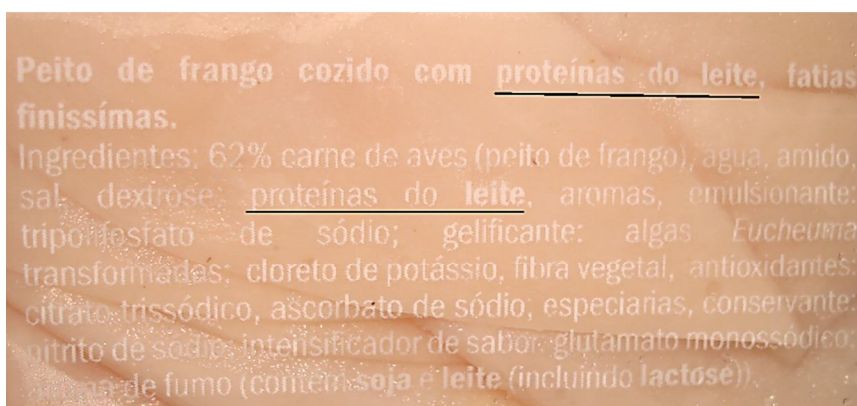 Peito de frango cozido com proteínas do leite, fatias
finissímas.
Ingredientes: 62% carne de aves (peito de frango), água, amido,
sal, dextrose, proteínas do leite, aromas, emulsionante:
tripolifosfato de sódio; gelificante: algas Eucheuma
transformadas; cloreto de potássio, fibra vegetal, antioxidantes:
citrato trissódico, ascorbato de sódio; especiarias, conservante:
nitrito de sódio; intensificador de sabor: glutamato monossódico;
aroma de fumo (contém soja e leite (incluindo lactose)).